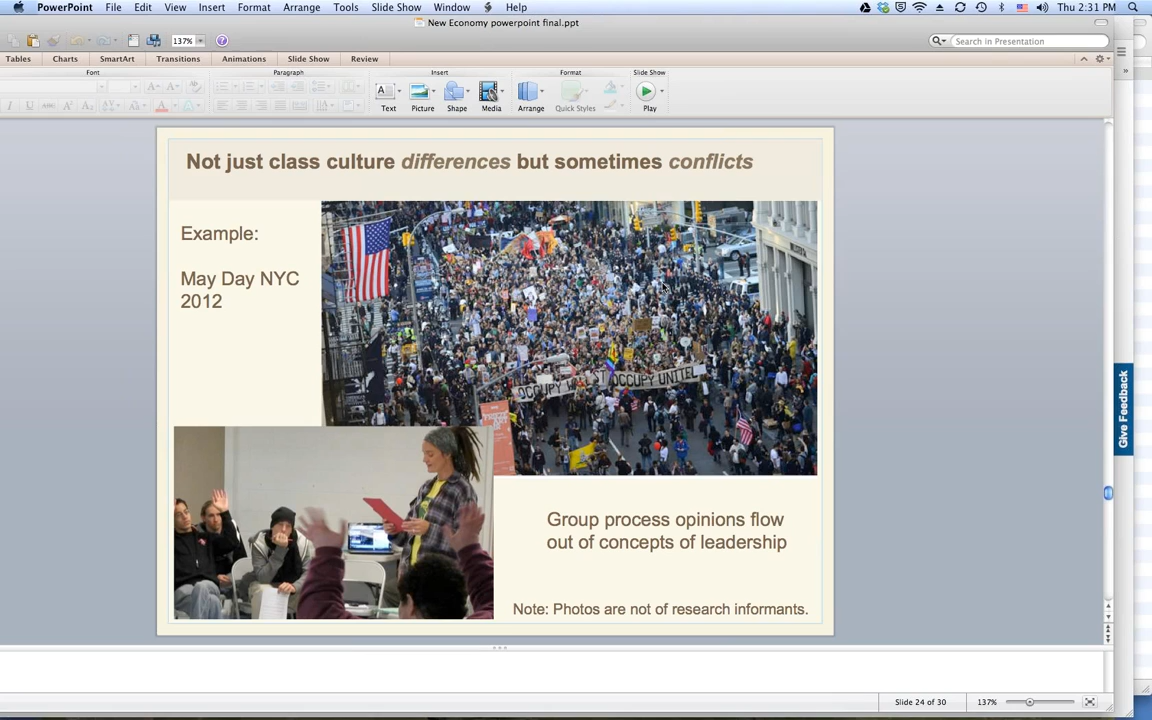 PowerPoint File Edit View Insert Format Arrange Tools Slide Show Window Help Thu 2:31 PM
New Economy powerpoint final.ppt
137% Search in Presentation
Tables Charts SmartArt Transitions Animations Slide Show Review
Font Paragraph Insert Format Slide Show
Text Picture Shape Media Arrange Quick Styles Play
Not just class culture differences but sometimes conflicts
Example:
May Day NYC
2012
OCCUPY WALL ST OCCUPY UNITE
Group process opinions flow
out of concepts of leadership
Note: Photos are not of research informants.
Give Feedback
Slide 24 of 30 137%